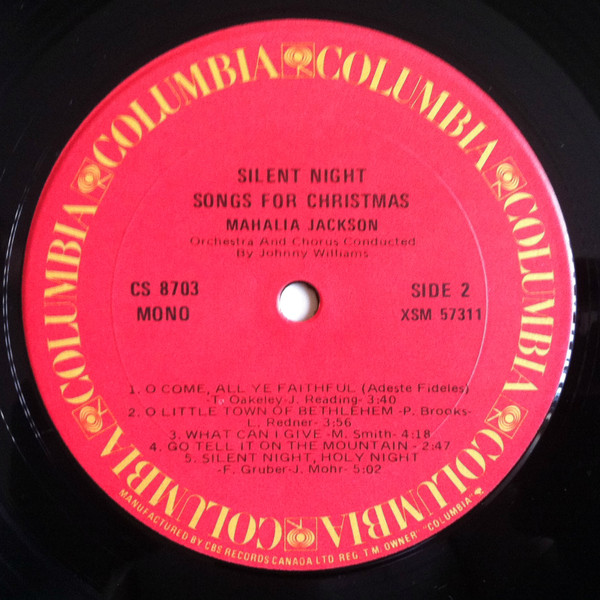 COLUMBIA COLUMBIA COLUMBIA COLUMBIA COLUMBIA COLUMBIA
SILENT NIGHT
SONGS FOR CHRISTMAS
MAHALIA JACKSON
Orchestra And Chorus Conducted
By Johnny Williams
CS 8703
MONO
SIDE 2
XSM 57311
1. O COME, ALL YE FAITHFUL (Adeste Fideles)
-T. Oakeley-J. Reading- 3:40
2. O LITTLE TOWN OF BETHLEHEM -P. Brooks-
L. Redner- 3:56
3. WHAT CAN I GIVE -M. Smith- 4:18
4. GO TELL IT ON THE MOUNTAIN - 2:47
5. SILENT NIGHT, HOLY NIGHT
-F. Gruber-J. Mohr- 5:02
MANUFACTURED BY CBS RECORDS CANADA LTD. REG. T.M. OWNER "COLUMBIA"